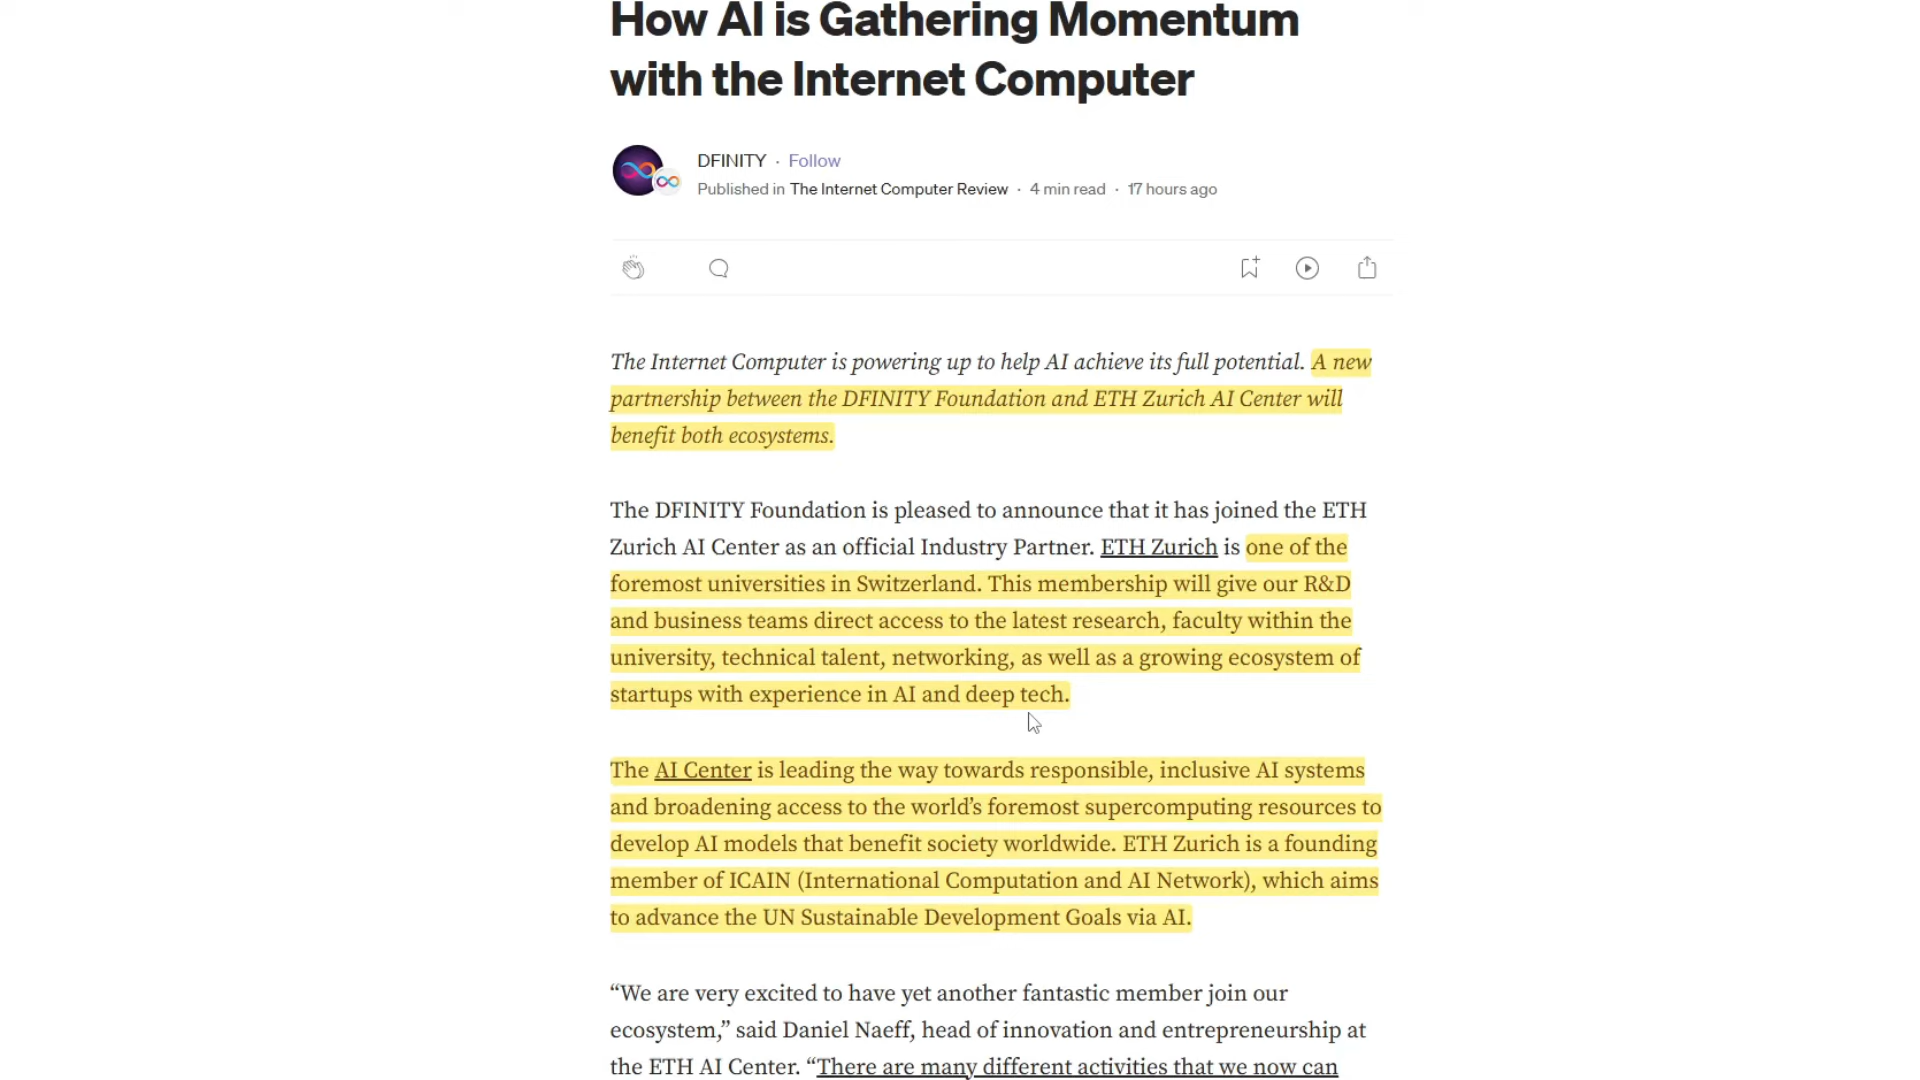 How AI is Gathering Momentum
with the Internet Computer
DFINITY · Follow
Published in The Internet Computer Review · 4 min read · 17 hours ago
The Internet Computer is powering up to help AI achieve its full potential. A new
partnership between the DFINITY Foundation and ETH Zurich AI Center will
benefit both ecosystems.
The DFINITY Foundation is pleased to announce that it has joined the ETH
Zurich AI Center as an official Industry Partner. ETH Zurich is one of the
foremost universities in Switzerland. This membership will give our R&D
and business teams direct access to the latest research, faculty within the
university, technical talent, networking, as well as a growing ecosystem of
startups with experience in AI and deep tech.
The AI Center is leading the way towards responsible, inclusive AI systems
and broadening access to the world’s foremost supercomputing resources to
develop AI models that benefit society worldwide. ETH Zurich is a founding
member of ICAIN (International Computation and AI Network), which aims
to advance the UN Sustainable Development Goals via AI.
“We are very excited to have yet another fantastic member join our
ecosystem,” said Daniel Naeff, head of innovation and entrepreneurship at
the ETH AI Center. “There are many different activities that we now can